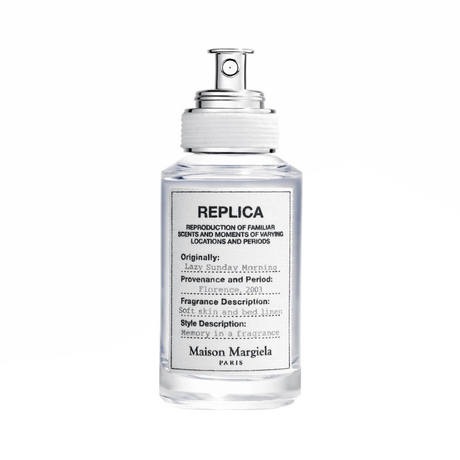 REPLICA
REPRODUCTION OF FAMILIAR
SCENTS AND MOMENTS OF VARYING
LOCATIONS AND PERIODS
Originally:
Lazy Sunday Morning
Provenance and Period:
Florence, 2003
Fragrance Description:
Soft skin and bed linen
Style Description:
Memory in a fragrance
Maison Margiela
PARIS